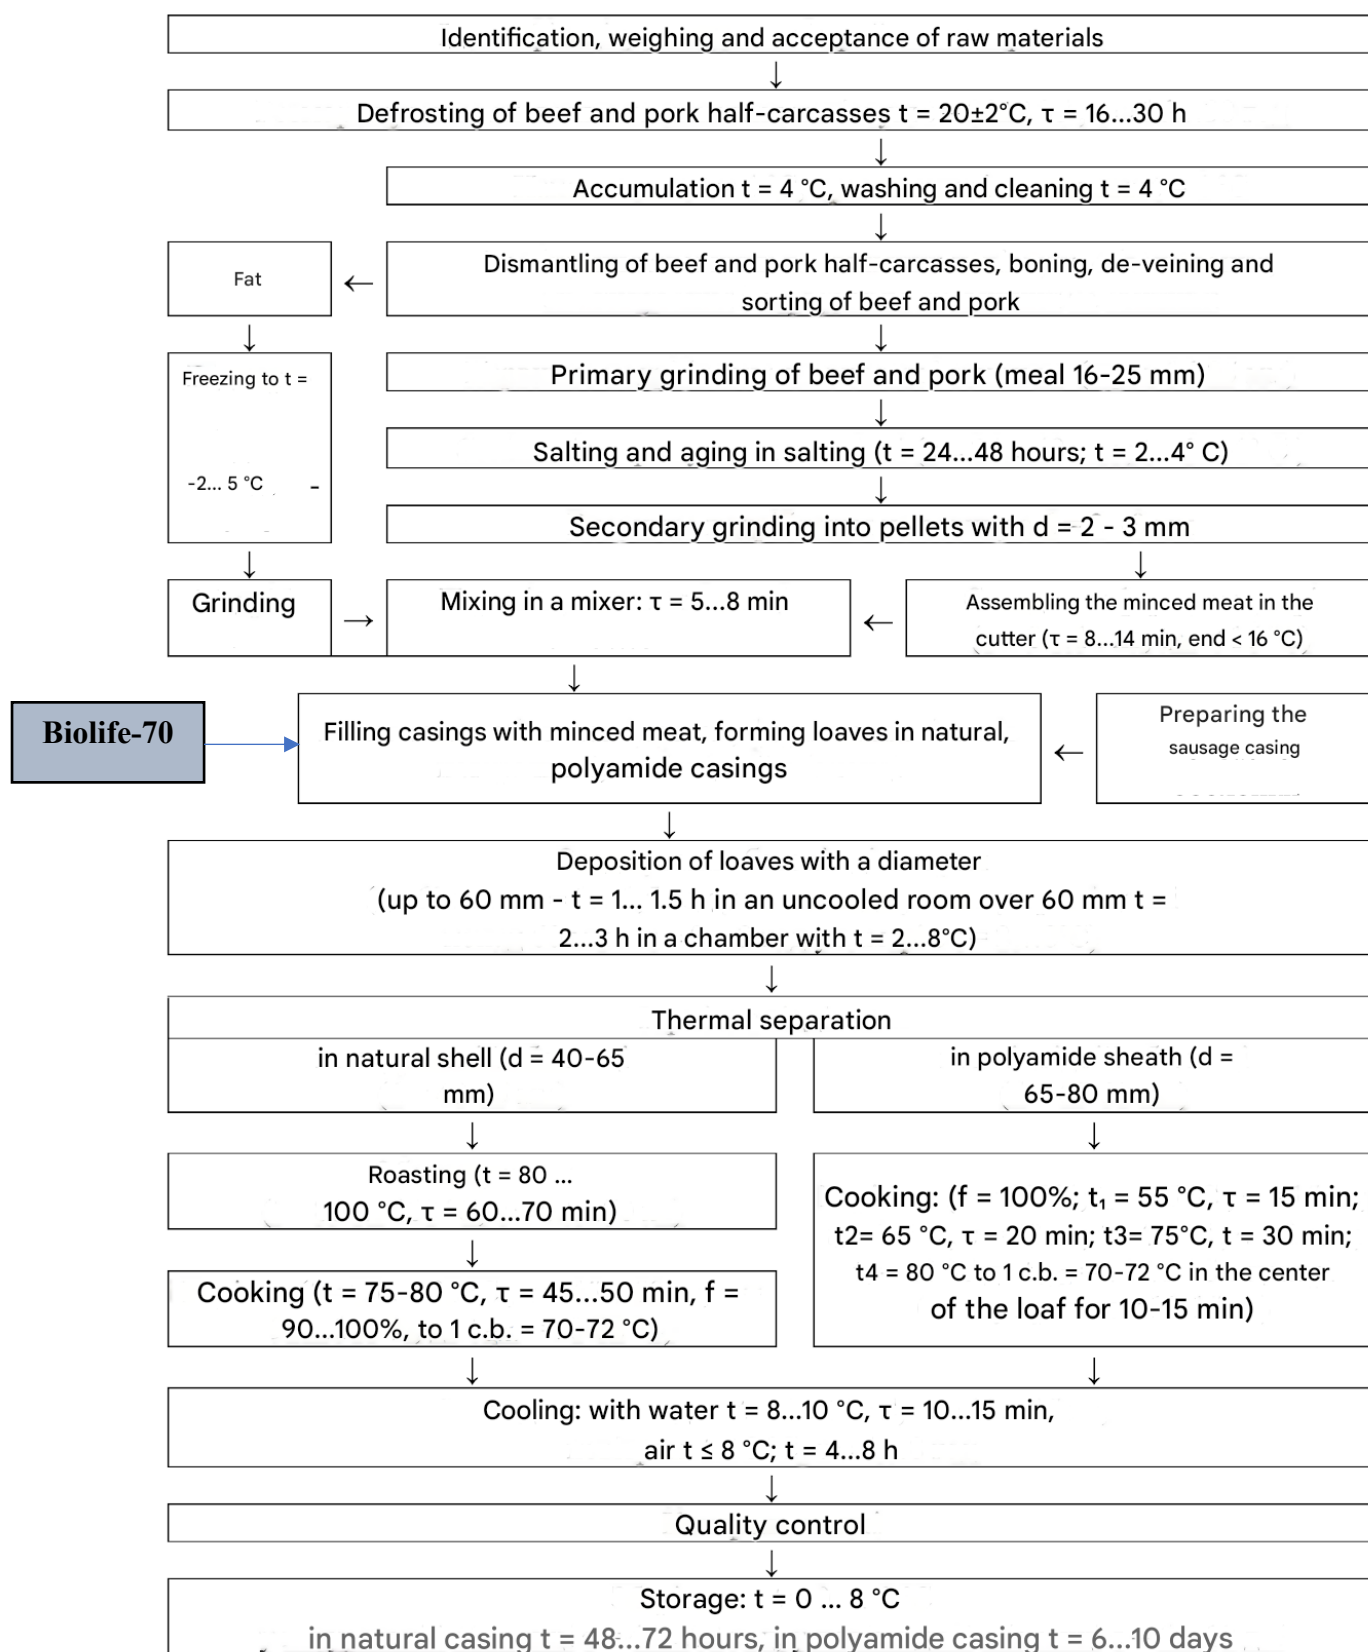 Identification, weighing and acceptance of raw materials
Defrosting of beef and pork half-carcasses t = 20±2°C, τ = 16...30 h
Accumulation t = 4 °C, washing and cleaning t = 4 °C
Fat
Dismantling of beef and pork half-carcasses, boning, de-veining and
sorting of beef and pork
Freezing to t =
-2... 5 °C -
Primary grinding of beef and pork (meal 16-25 mm)
Salting and aging in salting (t = 24...48 hours; t = 2...4° C)
Secondary grinding into pellets with d = 2 - 3 mm
Grinding
Mixing in a mixer: τ = 5...8 min
Assembling the minced meat in the
cutter (τ = 8...14 min, end < 16 °C)
Biolife-70
Filling casings with minced meat, forming loaves in natural,
polyamide casings
Preparing the
sausage casing
Deposition of loaves with a diameter
(up to 60 mm - t = 1... 1.5 h in an uncooled room over 60 mm t =
2...3 h in a chamber with t = 2...8°C)
Thermal separation
in natural shell (d = 40-65
mm)
in polyamide sheath (d =
65-80 mm)
Roasting (t = 80 ...
100 °C, τ = 60...70 min)
Cooking (t = 75-80 °C, τ = 45...50 min, f =
90...100%, to 1 c.b. = 70-72 °C)
Cooking: (f = 100%; t₁ = 55 °C, τ = 15 min;
t2= 65 °C, τ = 20 min; t3= 75°C, t = 30 min;
t4 = 80 °C to 1 c.b. = 70-72 °C in the center
of the loaf for 10-15 min)
Cooling: with water t = 8...10 °C, τ = 10...15 min,
air t ≤ 8 °C; t = 4...8 h
Quality control
Storage: t = 0 ... 8 °C
in natural casing t = 48...72 hours, in polyamide casing t = 6...10 days